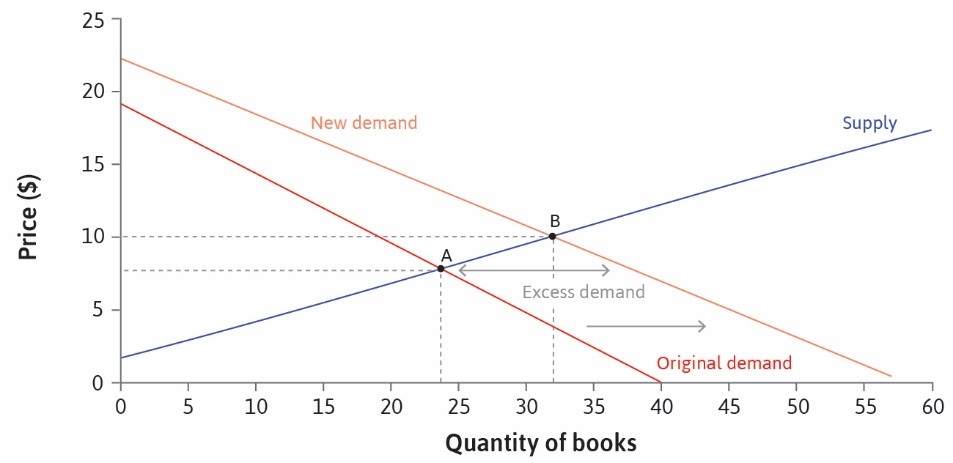 25
20
15
10
5
0
Price ($)
New demand
Supply
B
A
Excess demand
Original demand
0 5 10 15 20 25 30 35 40 45 50 55 60
Quantity of books